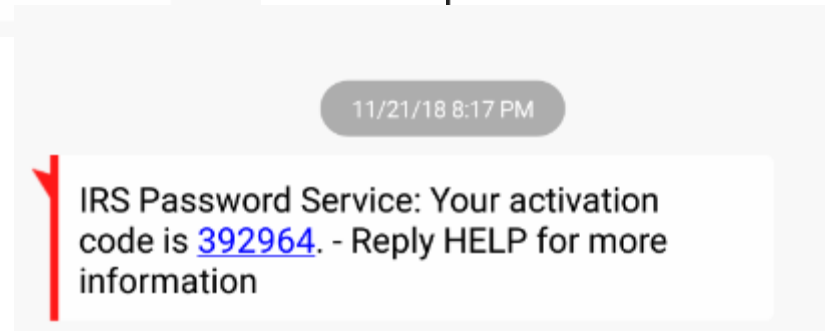 11/21/18 8:17 PM
IRS Password Service: Your activation
code is 392964. - Reply HELP for more
information